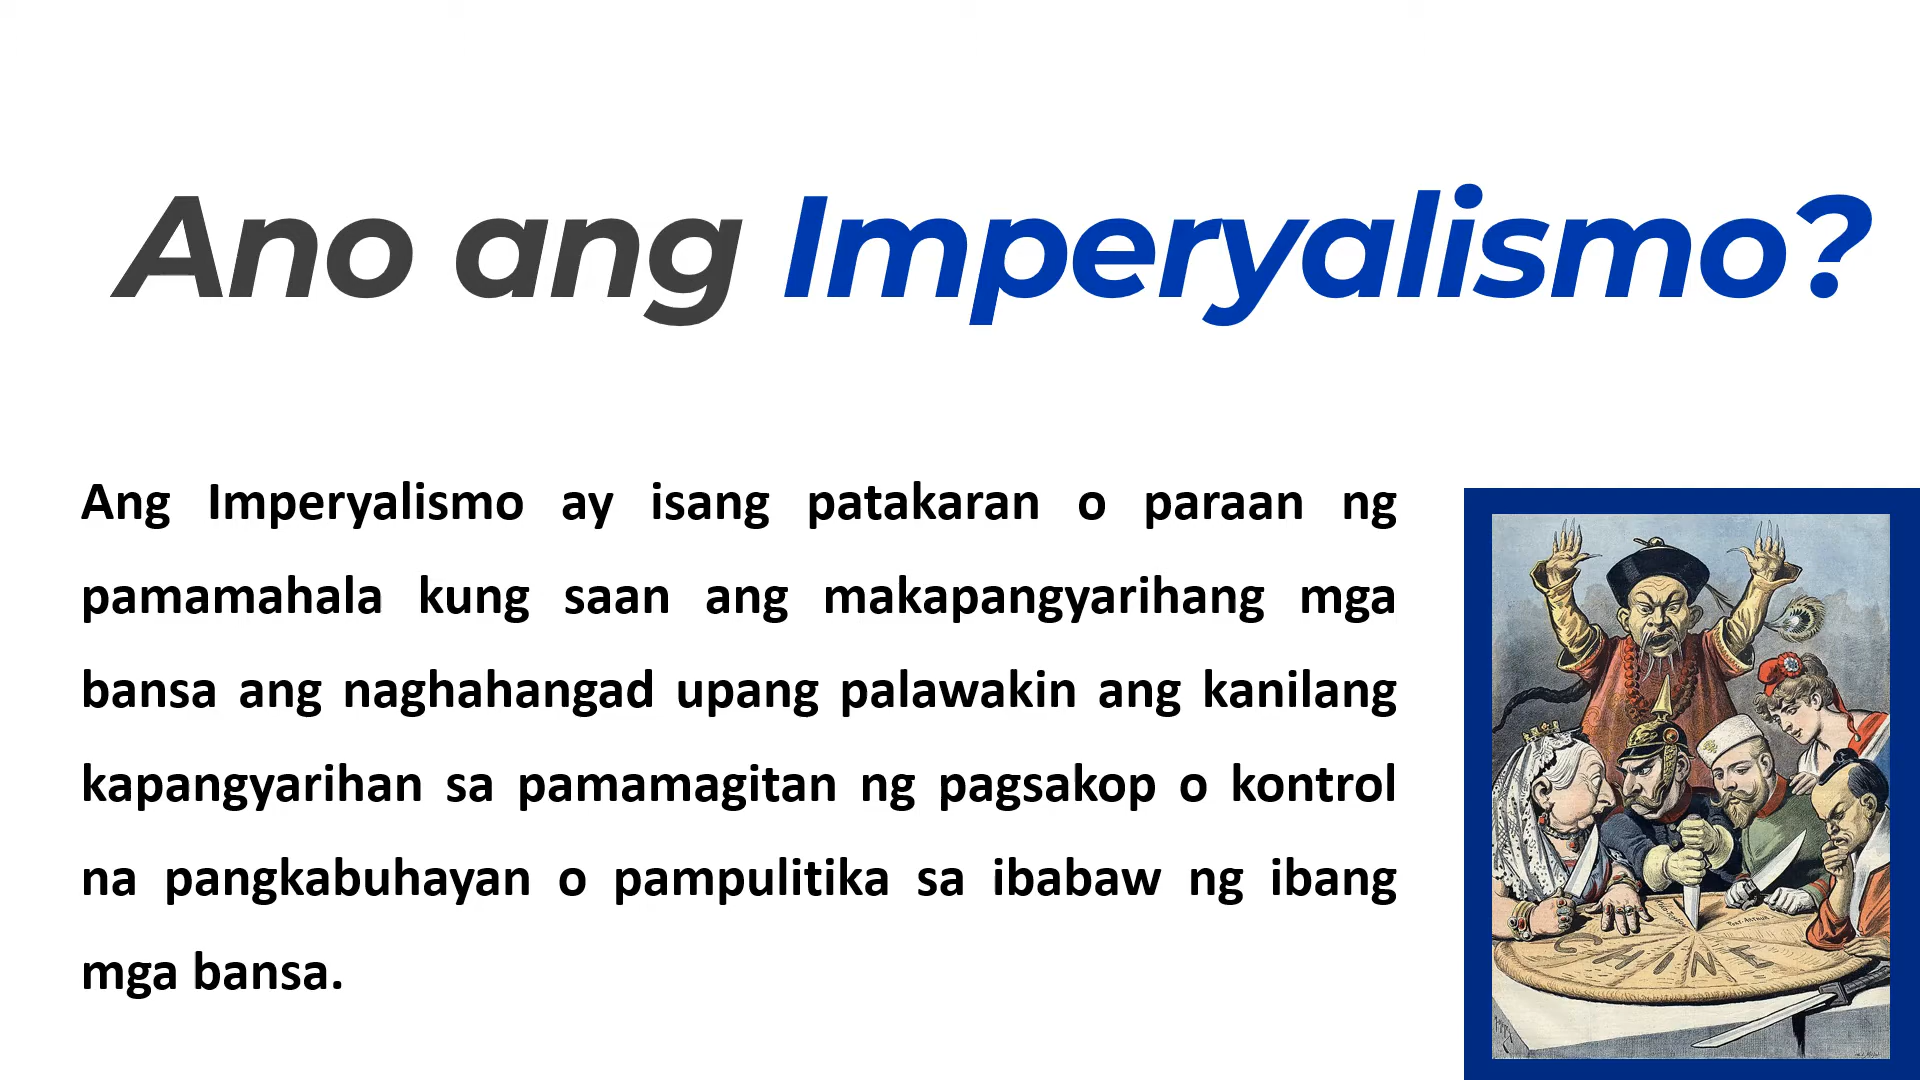 Ano ang Imperyalismo?
Ang Imperyalismo ay isang patakaran o paraan ng
pamamahala kung saan ang makapangyarihang mga
bansa ang naghahangad upang palawakin ang kanilang
kapangyarihan sa pamamagitan ng pagsakop o kontrol
na pangkabuhayan o pampulitika sa ibabaw ng ibang
mga bansa.
PORT ARTHUR
CHINE